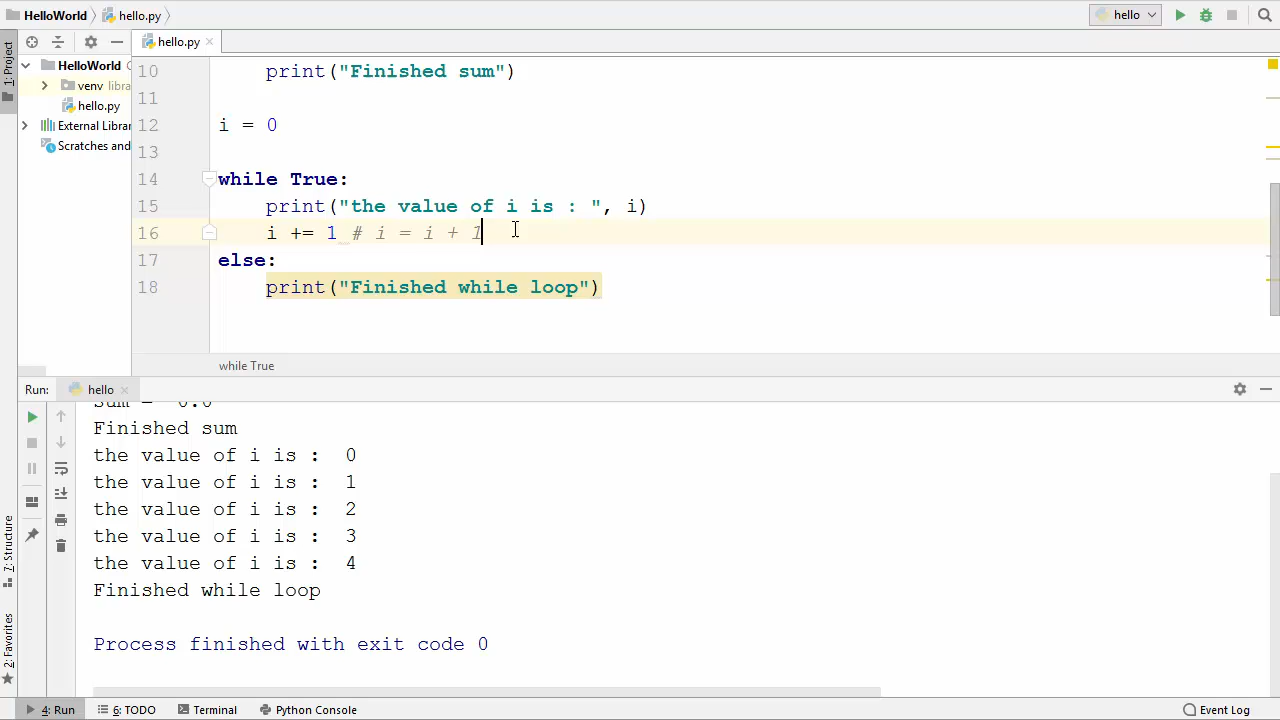 HelloWorld hello.py hello
1: Project
hello.py
HelloWorld
venv libra
hello.py
External Librar
Scratches and
10 print("Finished sum")
11
12 i = 0
13
14 while True:
15 print("the value of i is : ", i)
16 i += 1 # i = i + 1
17 else:
18 print("Finished while loop")
while True
Run: hello
Sum = 0.0
Finished sum
the value of i is : 0
the value of i is : 1
the value of i is : 2
the value of i is : 3
the value of i is : 4
Finished while loop
Process finished with exit code 0
7: Structure
2: Favorites
4: Run 6: TODO Terminal Python Console Event Log